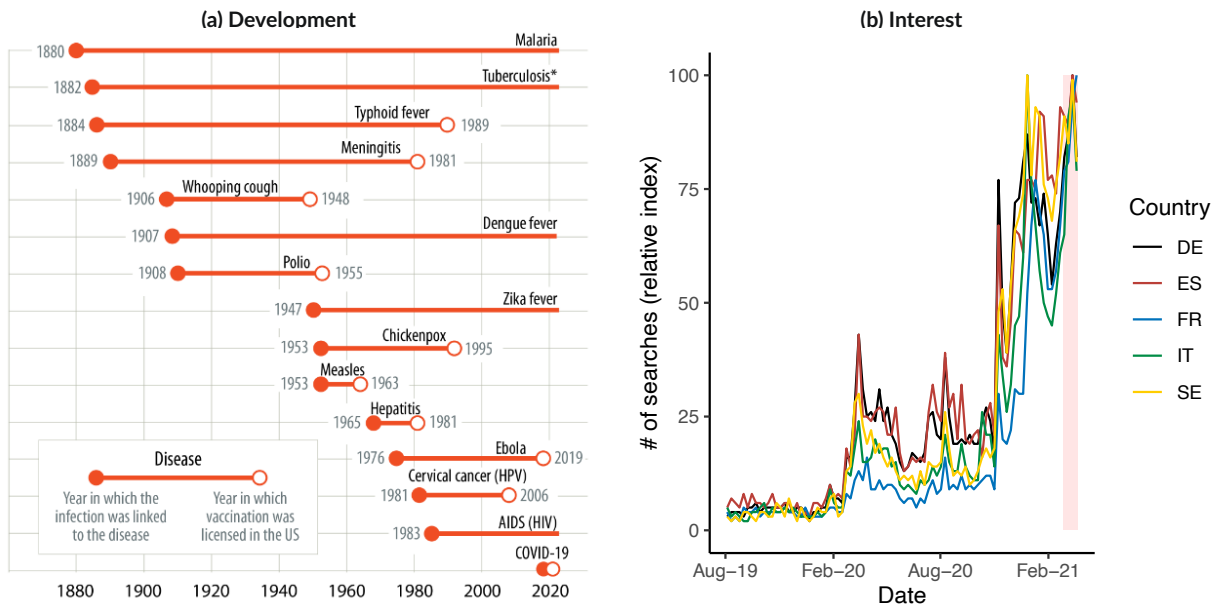 (a) Development
Malaria
1880
Tuberculosis*
1882
Typhoid fever
1884
1989
Meningitis
1889
1981
Whooping cough
1906
1948
Dengue fever
1907
Polio
1908
1955
Zika fever
1947
Chickenpox
1953
1995
Measles
1953
1963
Hepatitis
1965
1981
Ebola
1976
2019
Cervical cancer (HPV)
1981
2006
AIDS (HIV)
1983
COVID-19
Disease
Year in which the
infection was linked
to the disease
Year in which
vaccination was
licensed in the US
1880 1900 1920 1940 1960 1980 2000 2020
(b) Interest
# of searches (relative index)
100
75
50
25
0
Aug–19 Feb–20 Aug–20 Feb–21
Date
Country
DE
ES
FR
IT
SE